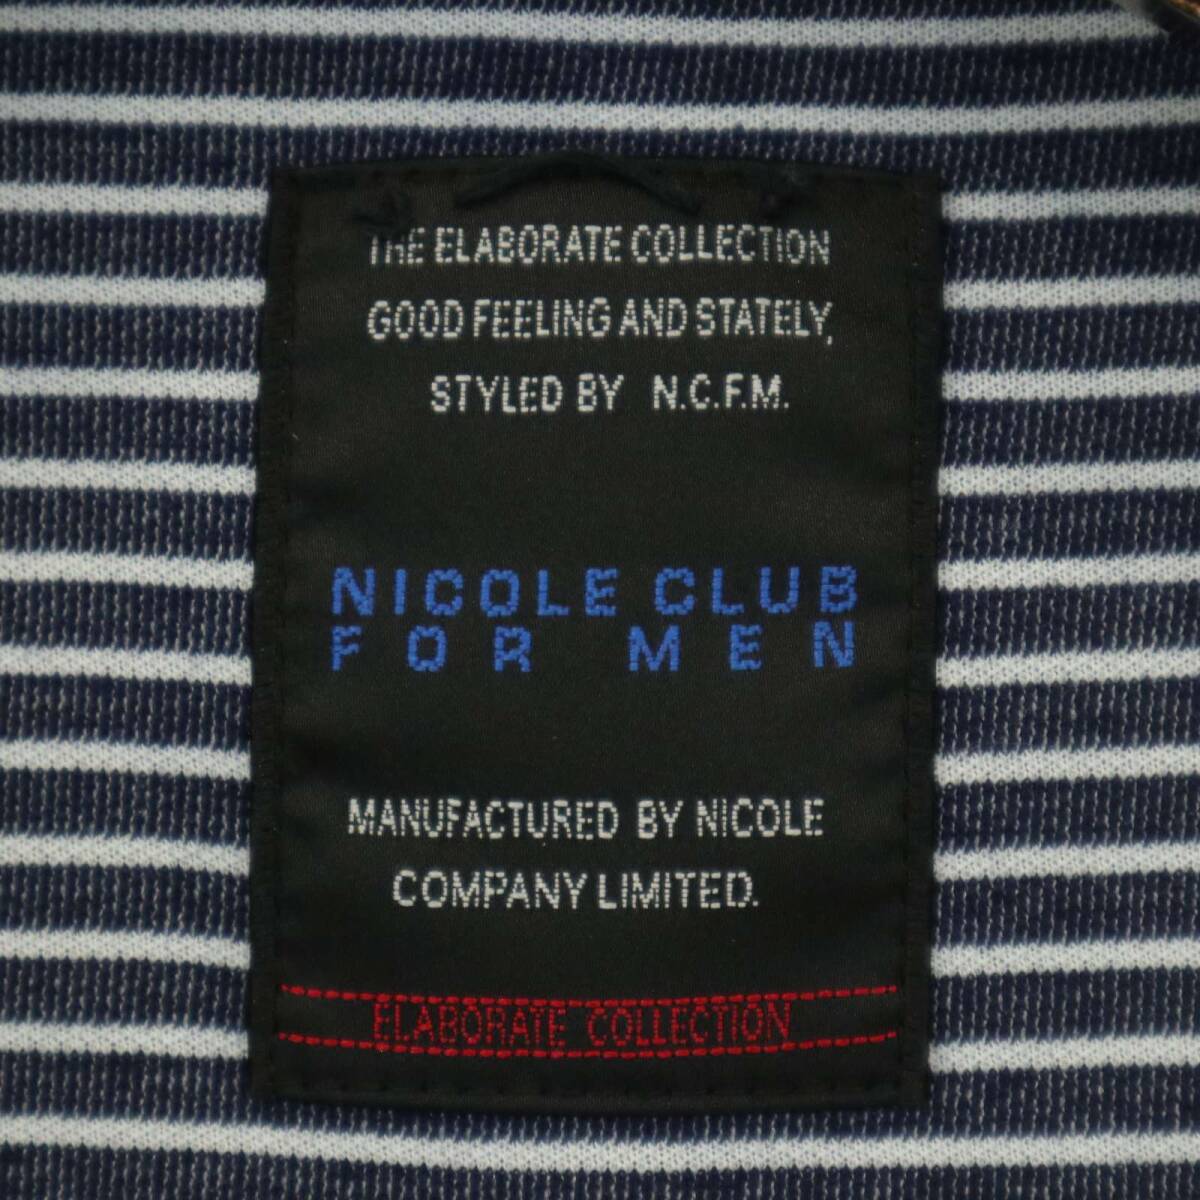 THE ELABORATE COLLECTION
GOOD FEELING AND STATELY,
STYLED BY N.C.F.M.
NICOLE CLUB
FOR MEN
MANUFACTURED BY NICOLE
COMPANY LIMITED.
ELABORATE COLLECTION